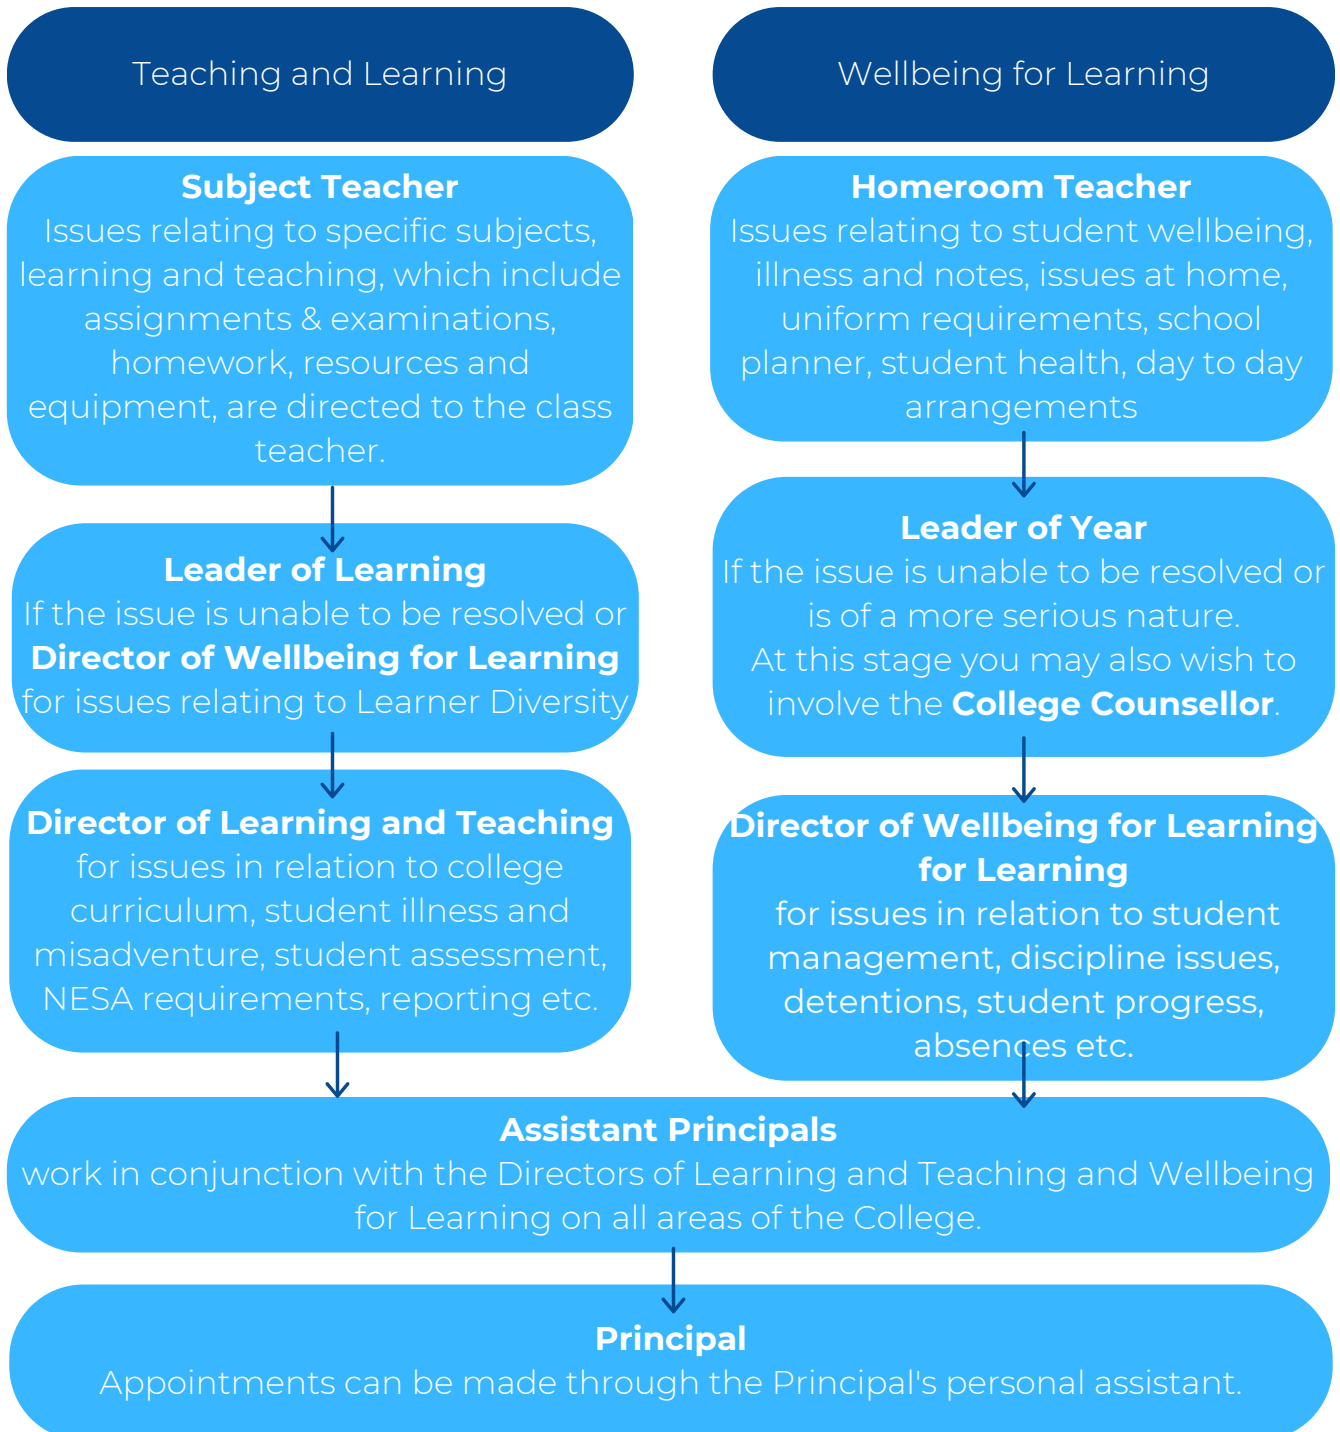 Teaching and Learning
Subject Teacher
Issues relating to specific subjects,
learning and teaching, which include
assignments & examinations,
homework, resources and
equipment, are directed to the class
teacher.
Leader of Learning
If the issue is unable to be resolved or
Director of Wellbeing for Learning
for issues relating to Learner Diversity
Director of Learning and Teaching
for issues in relation to college
curriculum, student illness and
misadventure, student assessment,
NESA requirements, reporting etc.
Wellbeing for Learning
Homeroom Teacher
Issues relating to student wellbeing,
illness and notes, issues at home,
uniform requirements, school
planner, student health, day to day
arrangements
Leader of Year
If the issue is unable to be resolved or
is of a more serious nature.
At this stage you may also wish to
involve the College Counsellor.
Director of Wellbeing for Learning
for Learning
for issues in relation to student
management, discipline issues,
detentions, student progress,
absences etc.
Assistant Principals
work in conjunction with the Directors of Learning and Teaching and Wellbeing
for Learning on all areas of the College.
Principal
Appointments can be made through the Principal's personal assistant.